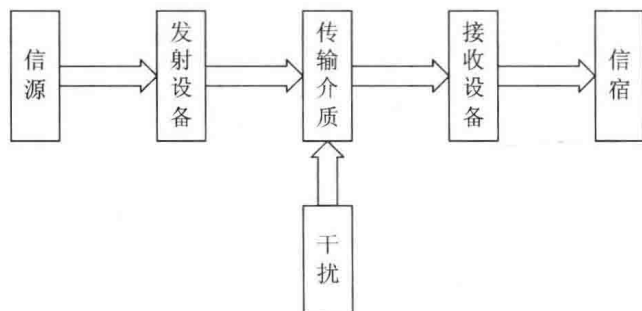 信源
发射设备
传输介质
接收设备
信宿
干扰